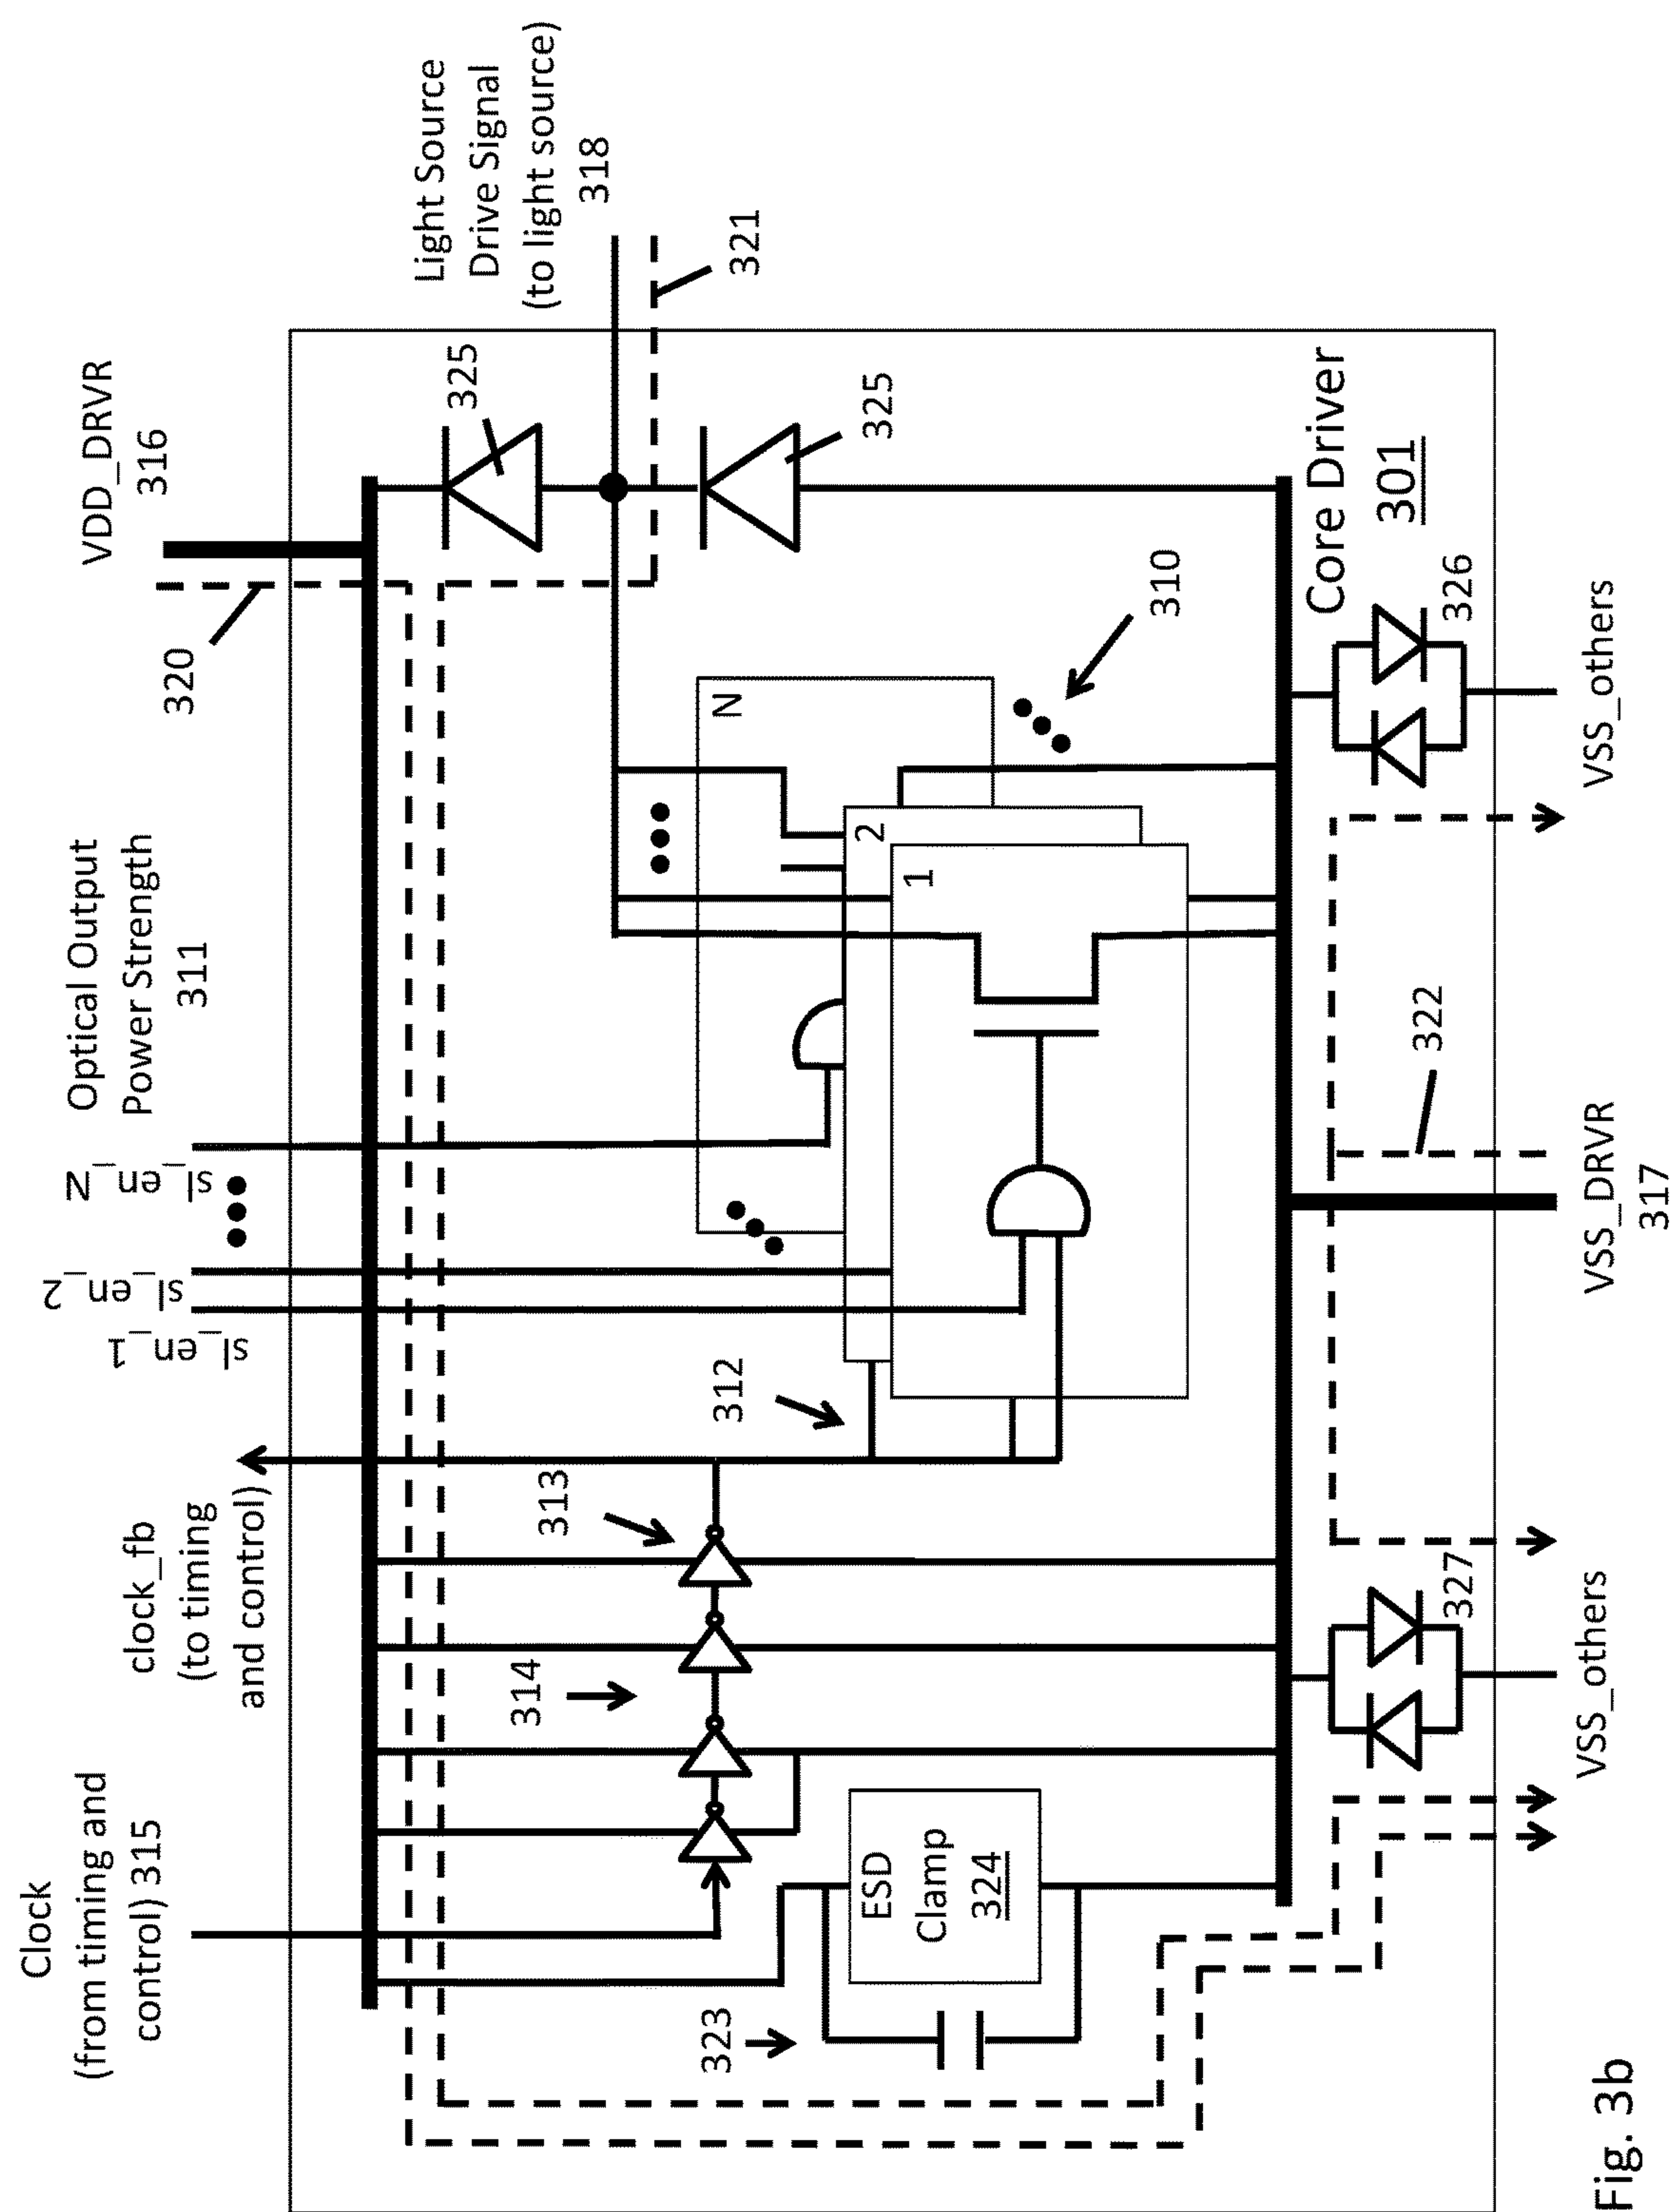 Clock
(from timing and
control) 315
clock_fb
(to timing
and control)
sl_en_1
sl_en_2
sl_en_N
Optical Output
Power Strength
311
320
VDD_DRVR
316
Light Source
Drive Signal
(to light source)
318
321
325
325
310
N
2
1
312
313
314
323
ESD
Clamp
324
Core Driver
301
326
322
327
VSS_others
VSS_DRVR
317
VSS_others
Fig. 3b